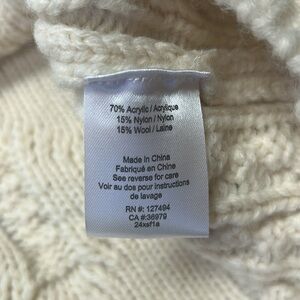 70% Acrylic / Acrylique
15% Nylon / Nylon
15% Wool / Laine
Made in China
Fabriqué en Chine
See reverse for care
Voir au dos pour instructions
de lavage
RN #: 127494
CA #:36979
24xsf1a